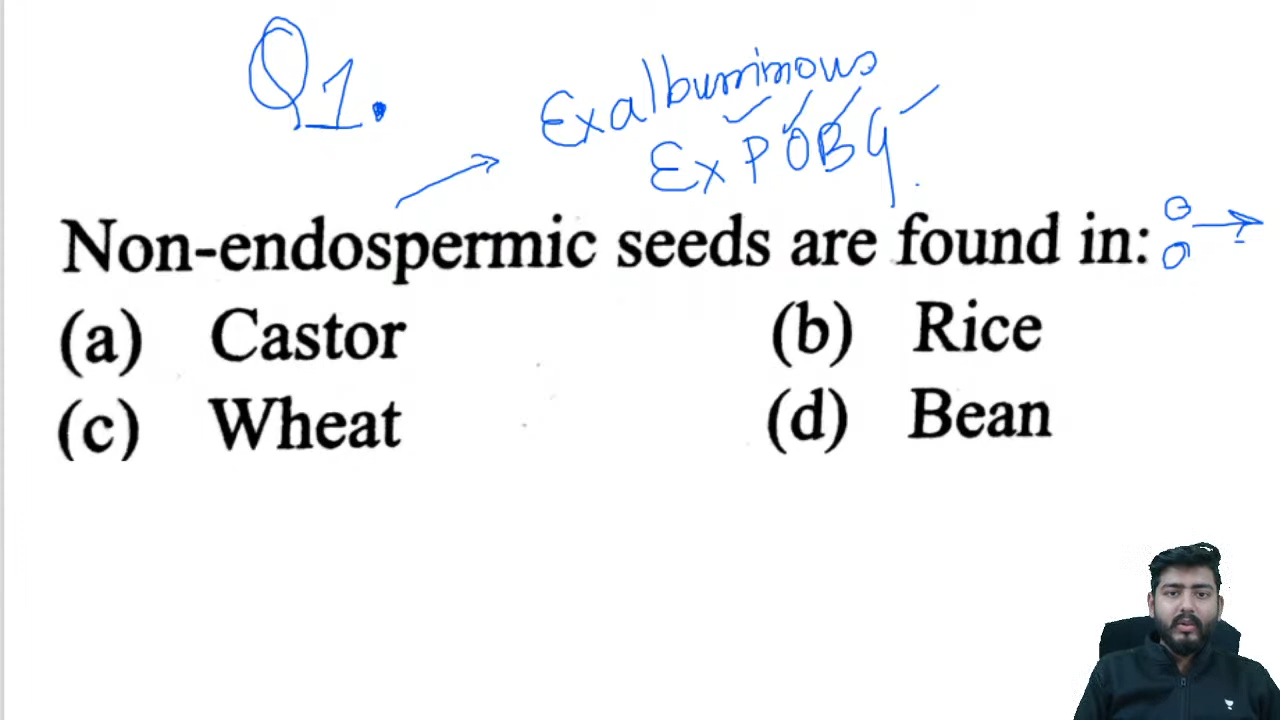 Q1.
Exalbuminous
Ex P O B G
Non-endospermic seeds are found in:
(a) Castor (b) Rice
(c) Wheat (d) Bean